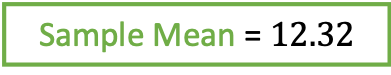 Sample Mean = 12.32